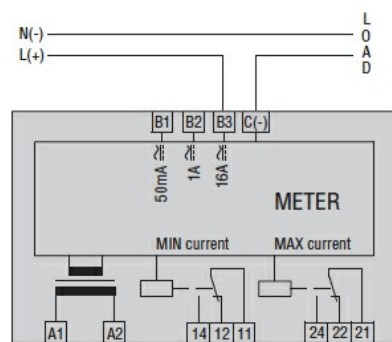 N(-)
L(+)
LOAD
B1 B2 B3 C(-)
50mA 1A 16A
METER
MIN current MAX current
A1 A2 14 12 11 24 22 21